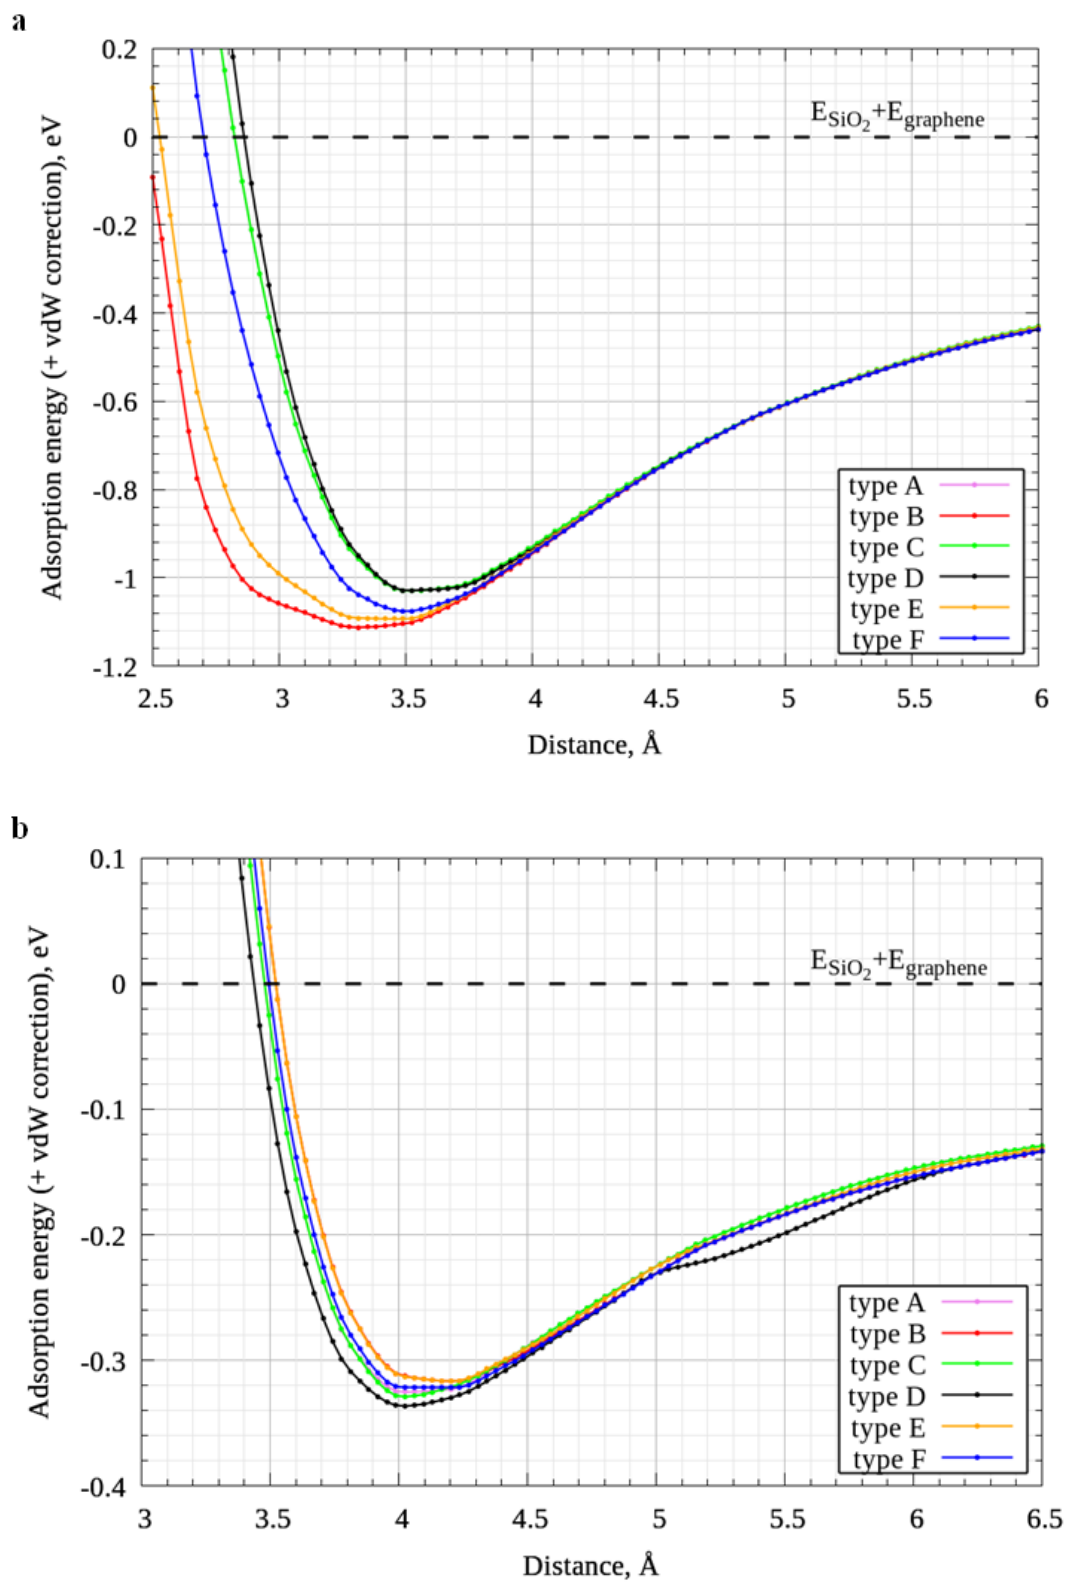 a
0.2
0
-0.2
-0.4
-0.6
-0.8
-1
-1.2
Adsorption energy (+ vdW correction), eV
E_SiO2+E_graphene
type A
type B
type C
type D
type E
type F
2.5 3 3.5 4 4.5 5 5.5 6
Distance, Å
b
0.1
0
-0.1
-0.2
-0.3
-0.4
Adsorption energy (+ vdW correction), eV
E_SiO2+E_graphene
type A
type B
type C
type D
type E
type F
3 3.5 4 4.5 5 5.5 6 6.5
Distance, Å